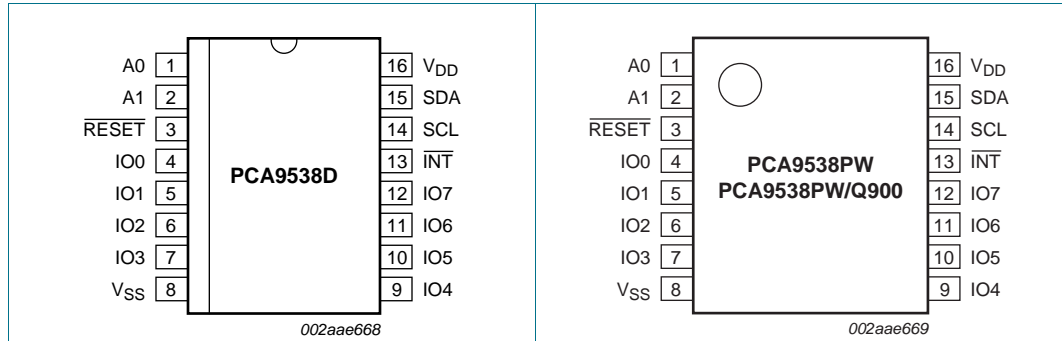 A0 1
A1 2
RESET 3
IO0 4
IO1 5
IO2 6
IO3 7
VSS 8
PCA9538D
16 VDD
15 SDA
14 SCL
13 INT
12 IO7
11 IO6
10 IO5
9 IO4
002aae668
A0 1
A1 2
RESET 3
IO0 4
IO1 5
IO2 6
IO3 7
VSS 8
PCA9538PW
PCA9538PW/Q900
16 VDD
15 SDA
14 SCL
13 INT
12 IO7
11 IO6
10 IO5
9 IO4
002aae669